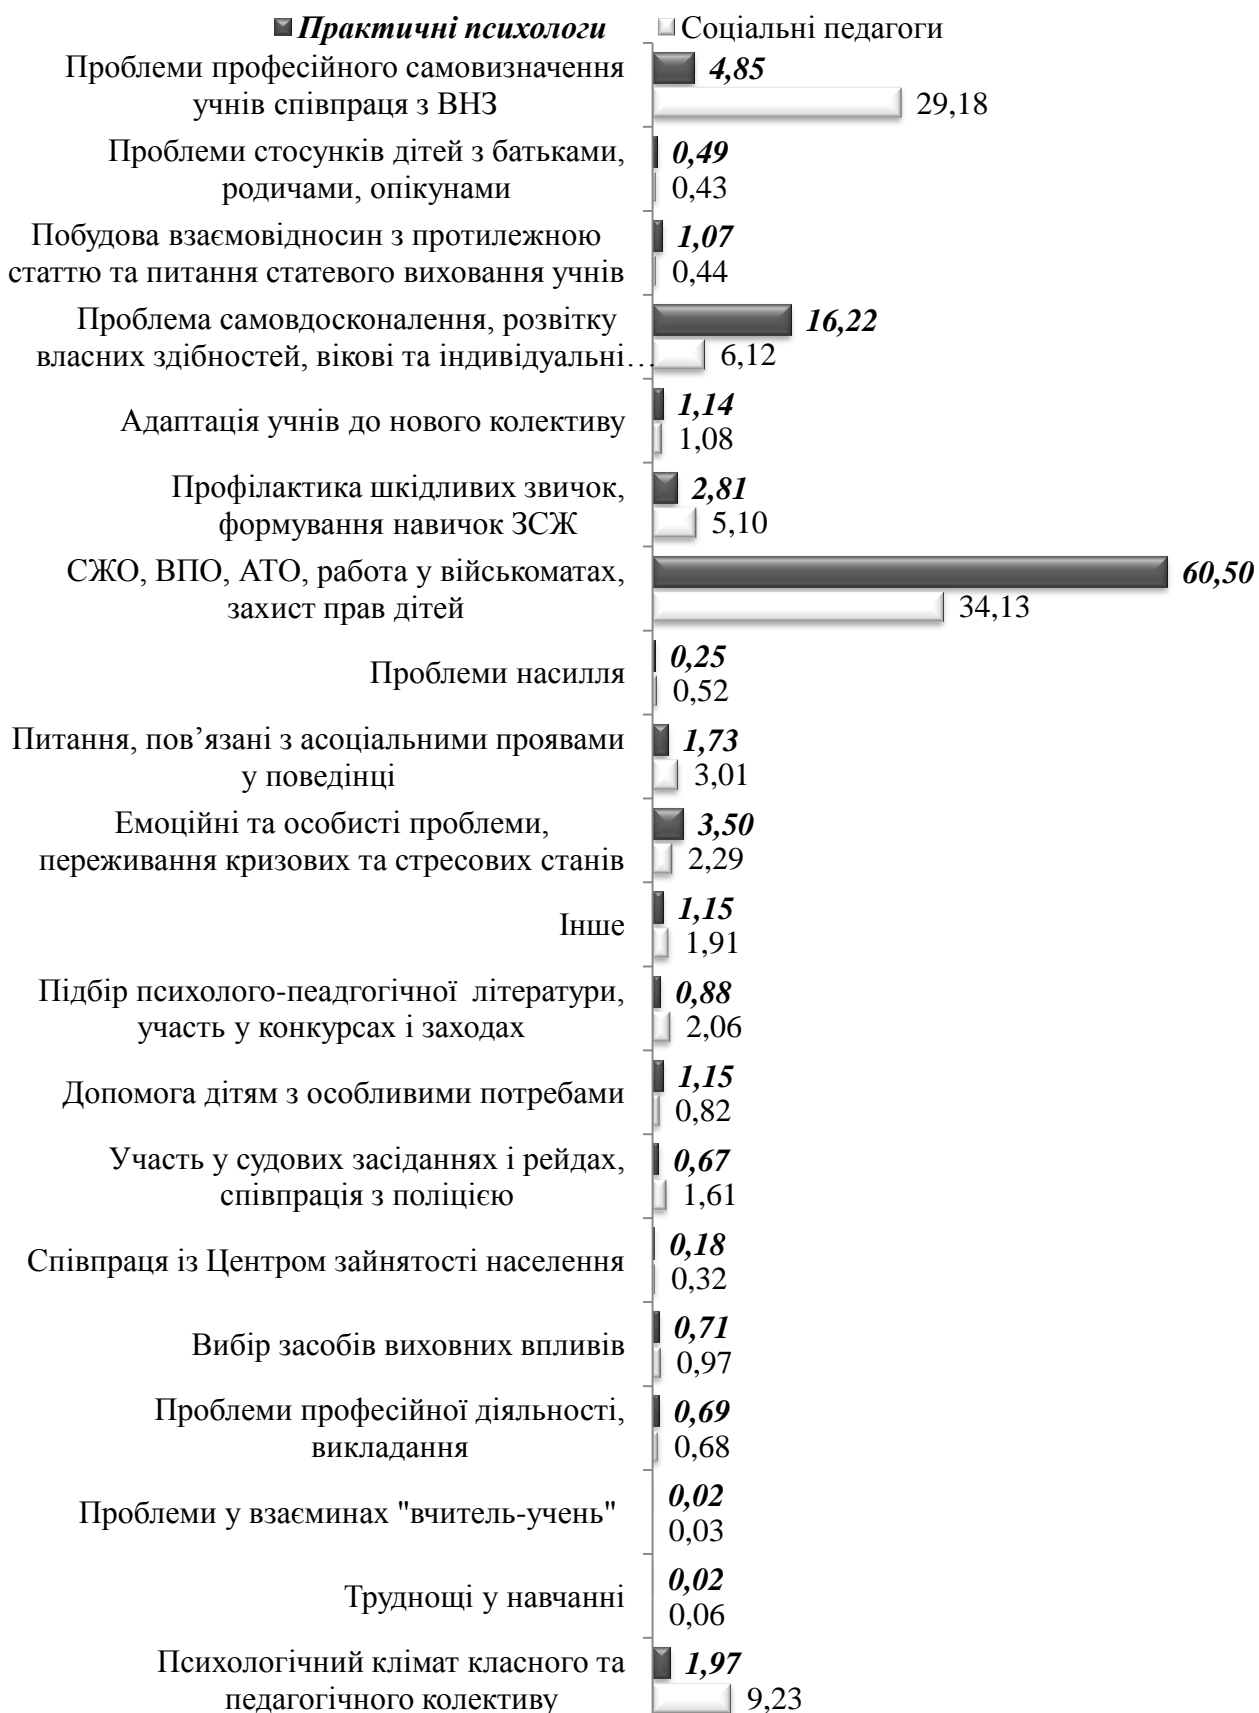 Практичні психологи Соціальні педагоги
Проблеми професійного самовизначення
учнів співпраця з ВНЗ
4,85
29,18
Проблеми стосунків дітей з батьками,
родичами, опікунами
0,49
0,43
Побудова взаємовідносин з протилежною
статтю та питання статевого виховання учнів
1,07
0,44
Проблема самовдосконалення, розвітку
власних здібностей, вікові та індивідуальні…
16,22
6,12
Адаптація учнів до нового колективу
1,14
1,08
Профілактика шкідливих звичок,
формування навичок ЗСЖ
2,81
5,10
СЖО, ВПО, АТО, работа у військоматах,
захист прав дітей
60,50
34,13
Проблеми насилля
0,25
0,52
Питання, пов’язані з асоціальними проявами
у поведінці
1,73
3,01
Емоційні та особисті проблеми,
переживання кризових та стресових станів
3,50
2,29
Інше
1,15
1,91
Підбір психолого-пеадгогічної літератури,
участь у конкурсах і заходах
0,88
2,06
Допомога дітям з особливими потребами
1,15
0,82
Участь у судових засіданнях і рейдах,
співпрація з поліцією
0,67
1,61
Співпраця із Центром зайнятості населення
0,18
0,32
Вибір засобів виховних впливів
0,71
0,97
Проблеми професійної діяльності,
викладання
0,69
0,68
Проблеми у взаєминах "вчитель-учень"
0,02
0,03
Труднощі у навчанні
0,02
0,06
Психологічний клімат класного та
педагогічного колективу
1,97
9,23